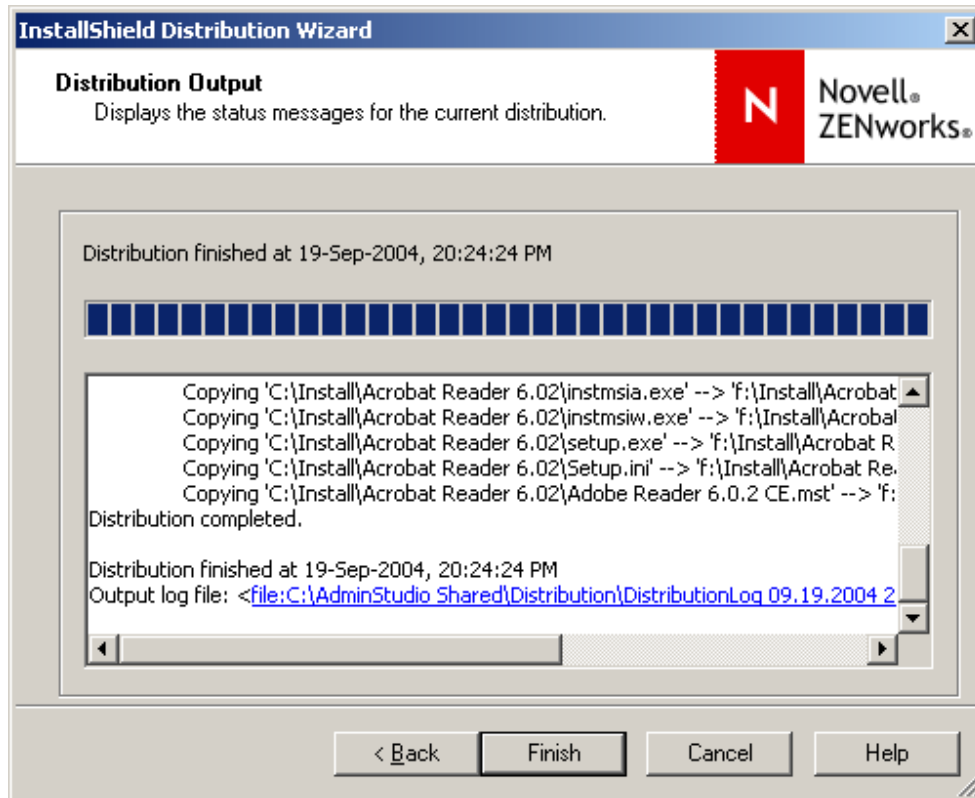 InstallShield Distribution Wizard
Distribution Output
Displays the status messages for the current distribution.
N
Novell®
ZENworks®
Distribution finished at 19-Sep-2004, 20:24:24 PM
Copying 'C:\Install\Acrobat Reader 6.02\instmsia.exe' --> 'f:\Install\Acrobat
Copying 'C:\Install\Acrobat Reader 6.02\instmsiw.exe' --> 'f:\Install\Acrobat
Copying 'C:\Install\Acrobat Reader 6.02\setup.exe' --> 'f:\Install\Acrobat R
Copying 'C:\Install\Acrobat Reader 6.02\Setup.ini' --> 'f:\Install\Acrobat Re
Copying 'C:\Install\Acrobat Reader 6.02\Adobe Reader 6.0.2 CE.mst' --> 'f:
Distribution completed.
Distribution finished at 19-Sep-2004, 20:24:24 PM
Output log file: <file:C:\AdminStudio Shared\Distribution\DistributionLog 09.19.2004 2
< Back
Finish
Cancel
Help